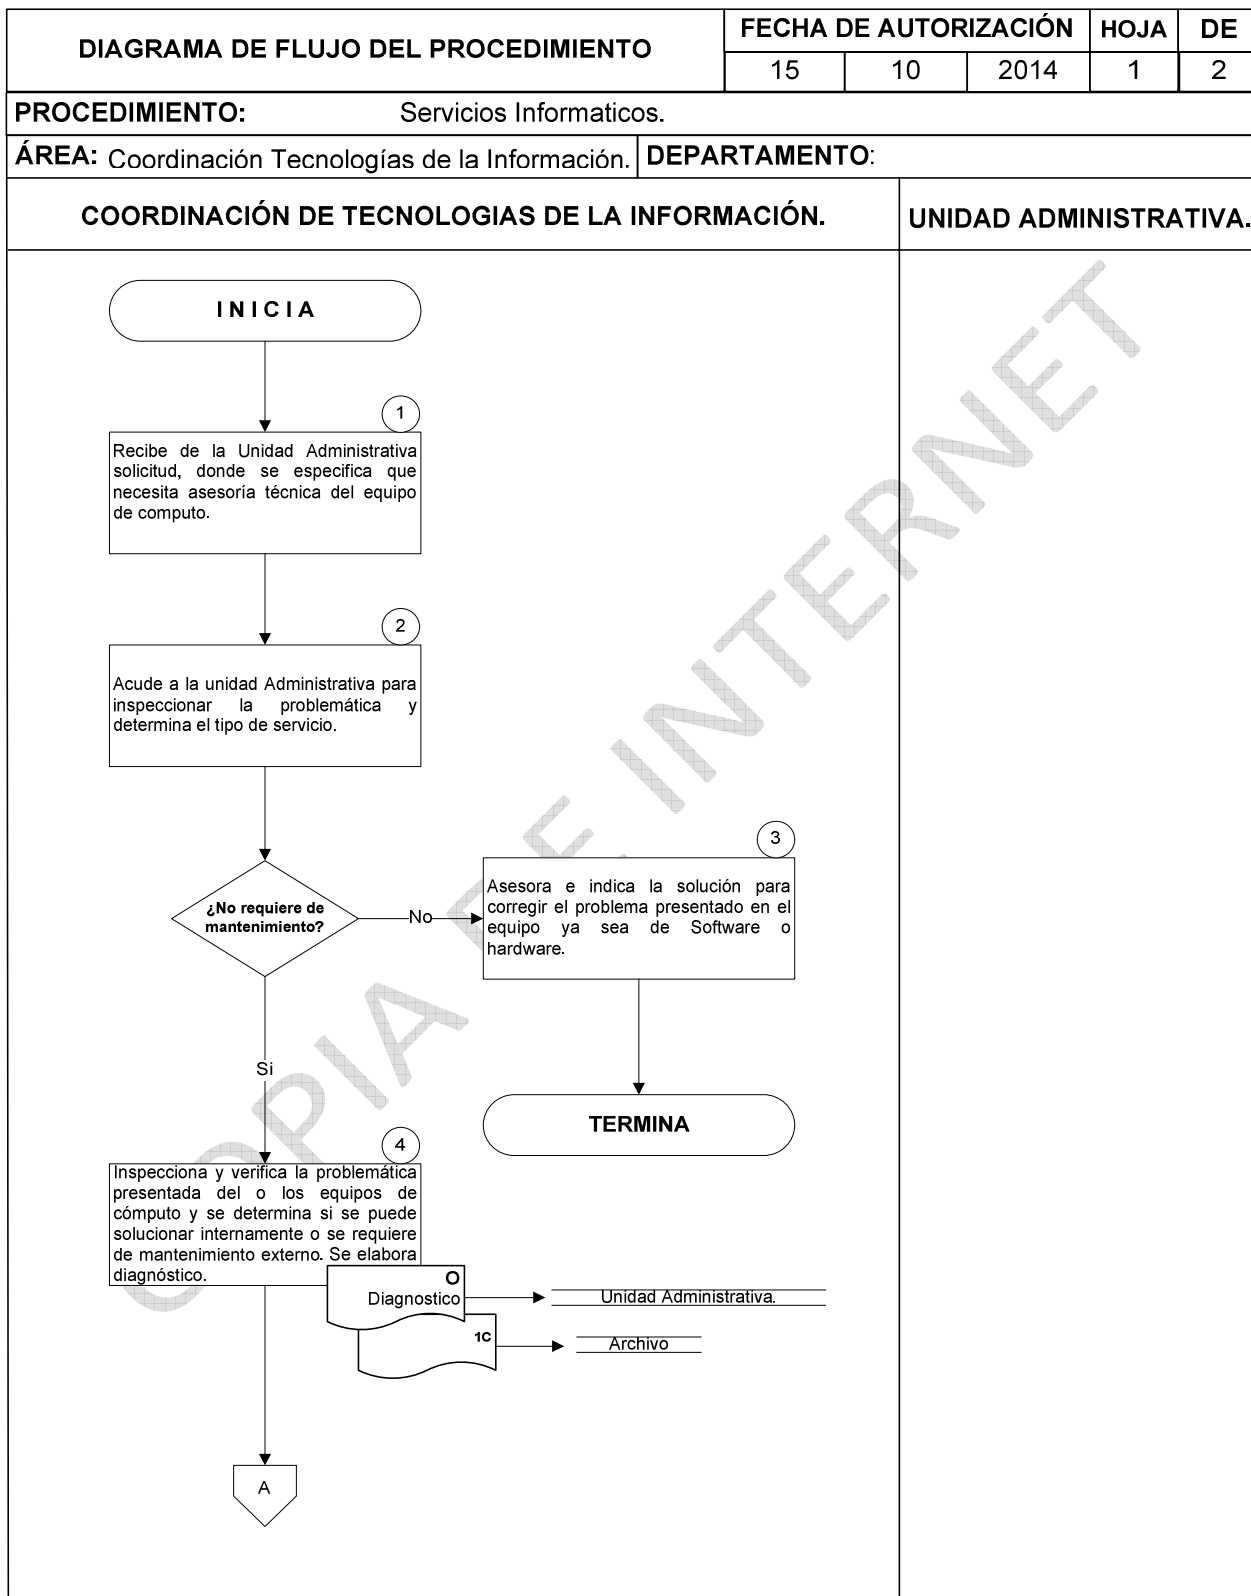 DIAGRAMA DE FLUJO DEL PROCEDIMIENTO
FECHA DE AUTORIZACIÓN
HOJA
DE
15
10
2014
1
2
PROCEDIMIENTO: Servicios Informaticos.
ÁREA: Coordinación Tecnologías de la Información.
DEPARTAMENTO:
COORDINACIÓN DE TECNOLOGIAS DE LA INFORMACIÓN.
UNIDAD ADMINISTRATIVA.
INICIA
1
Recibe de la Unidad Administrativa
solicitud, donde se especifica que
necesita asesoría técnica del equipo
de computo.
2
Acude a la unidad Administrativa para
inspeccionar la problemática y
determina el tipo de servicio.
¿No requiere de
mantenimiento?
No
3
Asesora e indica la solución para
corregir el problema presentado en el
equipo ya sea de Software o
hardware.
TERMINA
Si
4
Inspecciona y verifica la problemática
presentada del o los equipos de
cómputo y se determina si se puede
solucionar internamente o se requiere
de mantenimiento externo. Se elabora
diagnóstico.
O
Diagnostico
Unidad Administrativa.
1C
Archivo
A
COPIA DE INTERNET